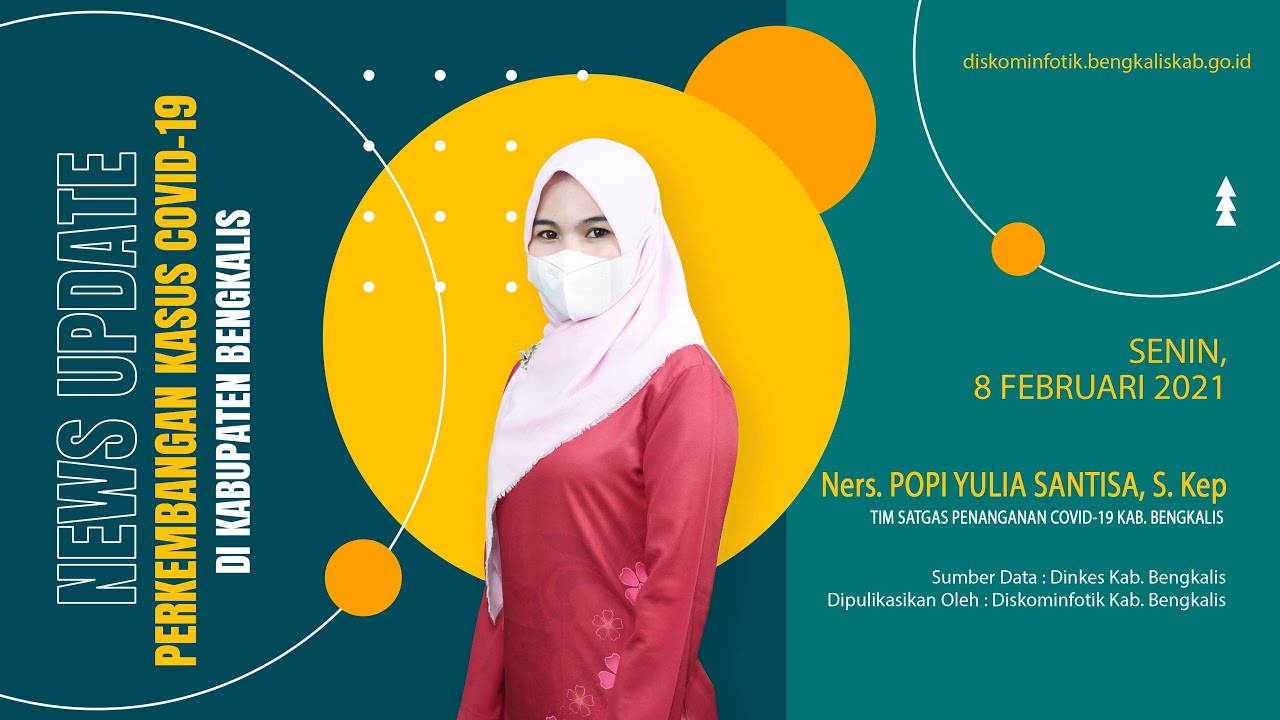 NEWS UPDATE
PERKEMBANGAN KASUS COVID-19
DI KABUPATEN BENGKALIS
diskominfotik.bengkaliskab.go.id
SENIN,
8 FEBRUARI 2021
Ners. POPI YULIA SANTISA, S. Kep
TIM SATGAS PENANGANAN COVID-19 KAB. BENGKALIS
Sumber Data : Dinkes Kab. Bengkalis
Dipulikasikan Oleh : Diskominfotik Kab. Bengkalis